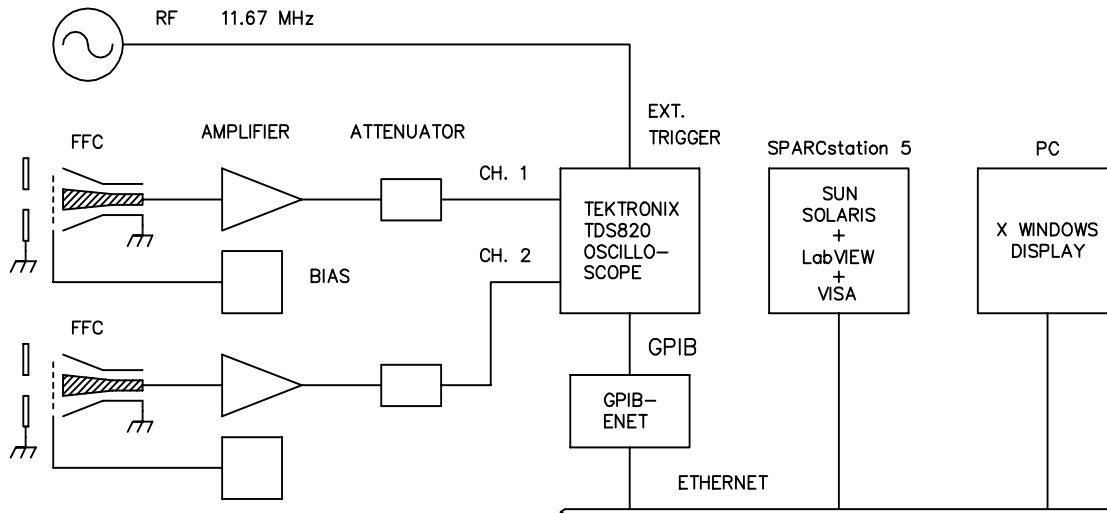 RF 11.67 MHz
EXT.
TRIGGER
FFC
AMPLIFIER
ATTENUATOR
CH. 1
SPARCstation 5
PC
TEKTRONIX
TDS820
OSCILLO-
SCOPE
SUN
SOLARIS
+
LabVIEW
+
VISA
X WINDOWS
DISPLAY
CH. 2
BIAS
FFC
GPIB
GPIB-
ENET
ETHERNET